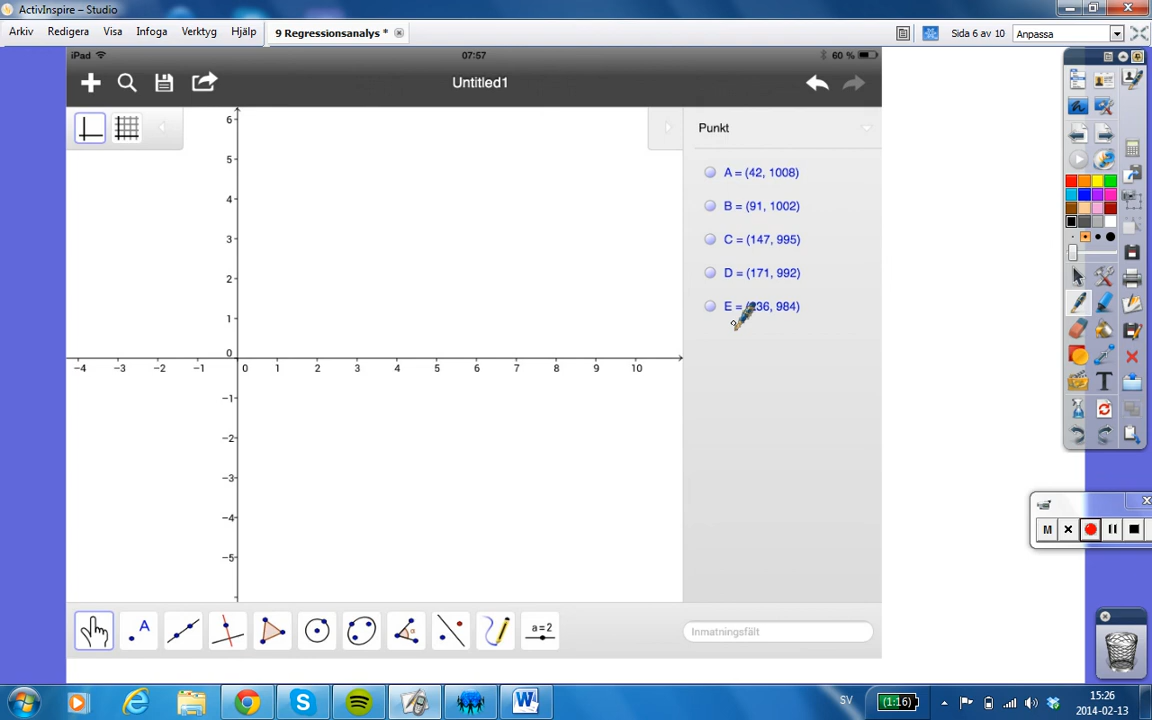 ActivInspire – Studio
Arkiv Redigera Visa Infoga Verktyg Hjälp 9 Regressionsanalys * Sida 6 av 10 Anpassa
iPad 07:57 60 %
Untitled1
Punkt
A = (42, 1008)
B = (91, 1002)
C = (147, 995)
D = (171, 992)
E = 36, 984)
6
5
4
3
2
1
0
−4 −3 −2 −1 0 1 2 3 4 5 6 7 8 9 10
−1
−2
−3
−4
−5
A
α
a=2
Inmatningsfält
T
M
SV (1:16) 15:26
2014-02-13